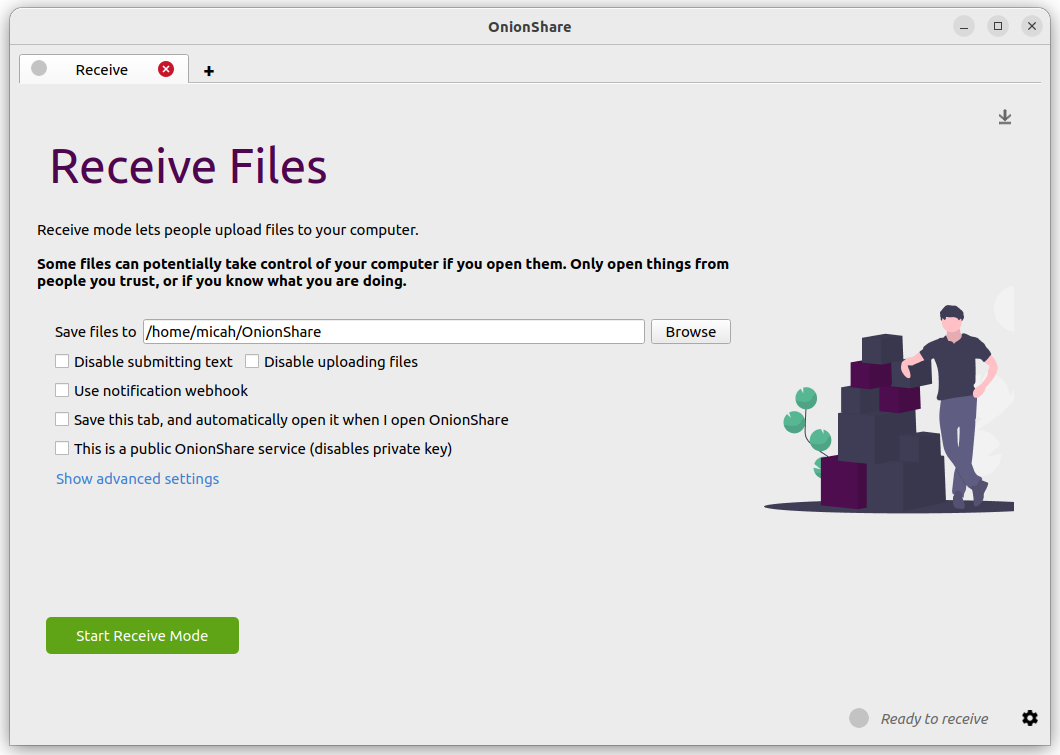 OnionShare
Receive
Receive Files
Receive mode lets people upload files to your computer.
Some files can potentially take control of your computer if you open them. Only open things from
people you trust, or if you know what you are doing.
Save files to /home/micah/OnionShare Browse
Disable submitting text Disable uploading files
Use notification webhook
Save this tab, and automatically open it when I open OnionShare
This is a public OnionShare service (disables private key)
Show advanced settings
Start Receive Mode
Ready to receive